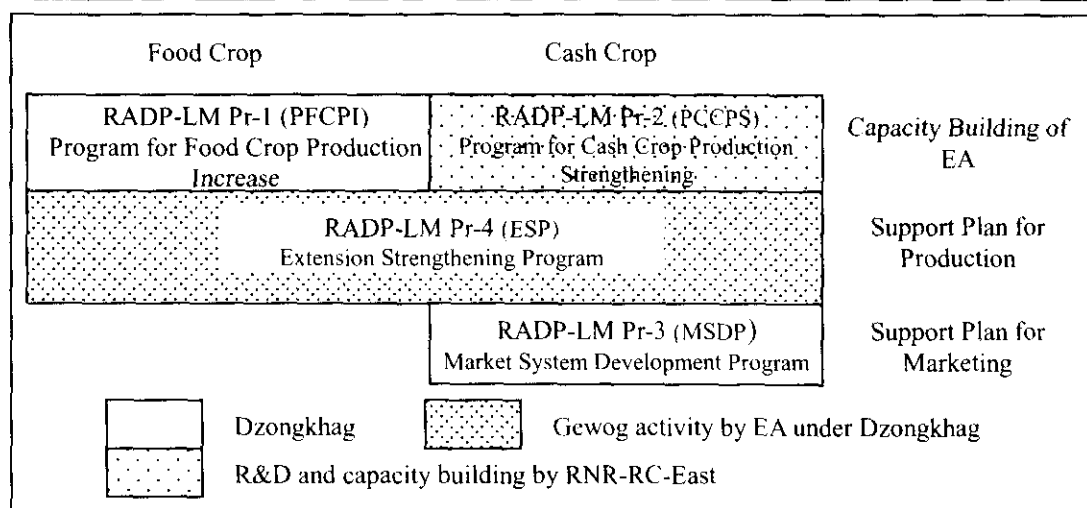 Food Crop
Cash Crop
RADP-LM Pr-1 (PFCPI)
Program for Food Crop Production
Increase
RADP-LM Pr-2 (PCCPS)
Program for Cash Crop Production
Strengthening
Capacity Building of
EA
RADP-LM Pr-4 (ESP)
Extension Strengthening Program
Support Plan for
Production
RADP-LM Pr-3 (MSDP)
Market System Development Program
Support Plan for
Marketing
Dzongkhag
Gewog activity by EA under Dzongkhag
R&D and capacity building by RNR-RC-East